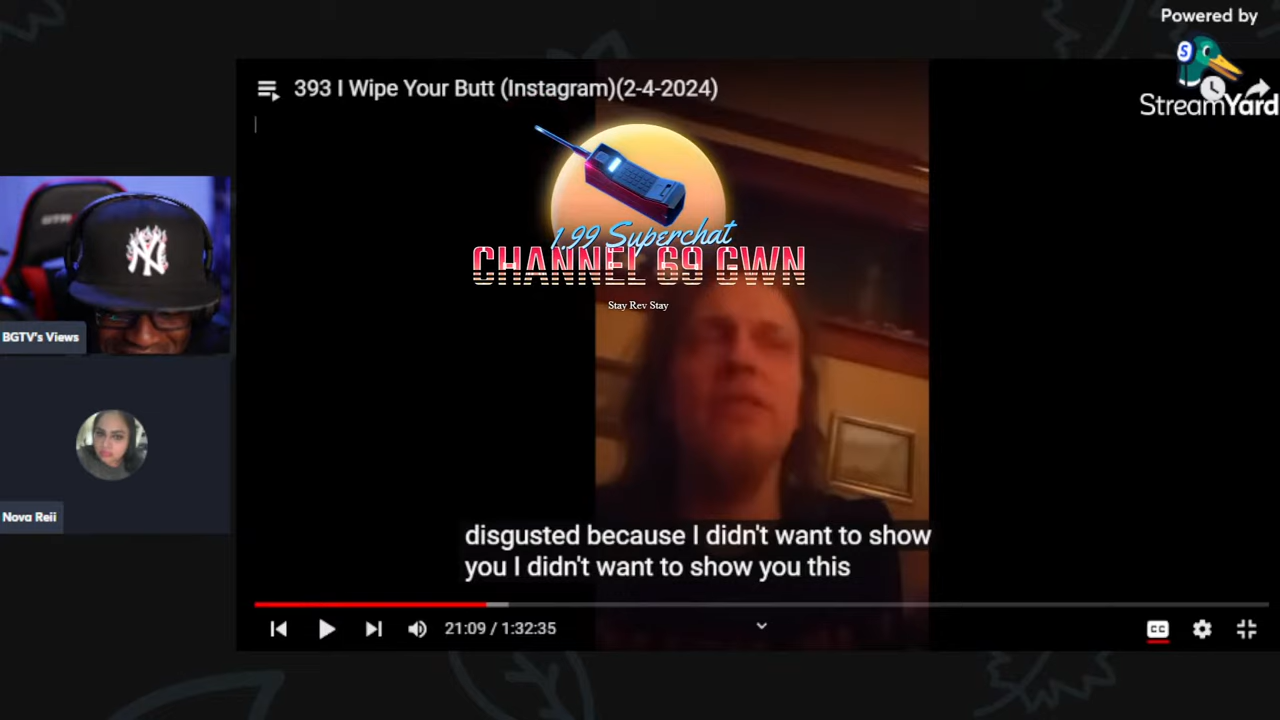 Powered by
StreamYard
393 I Wipe Your Butt (Instagram)(2-4-2024)
1.99 Superchat
CHANNEL 69 GWN
Stay Rev Stay
BGTV's Views
Nova Reii
disgusted because I didn't want to show
you I didn't want to show you this
21:09 / 1:32:35
CC